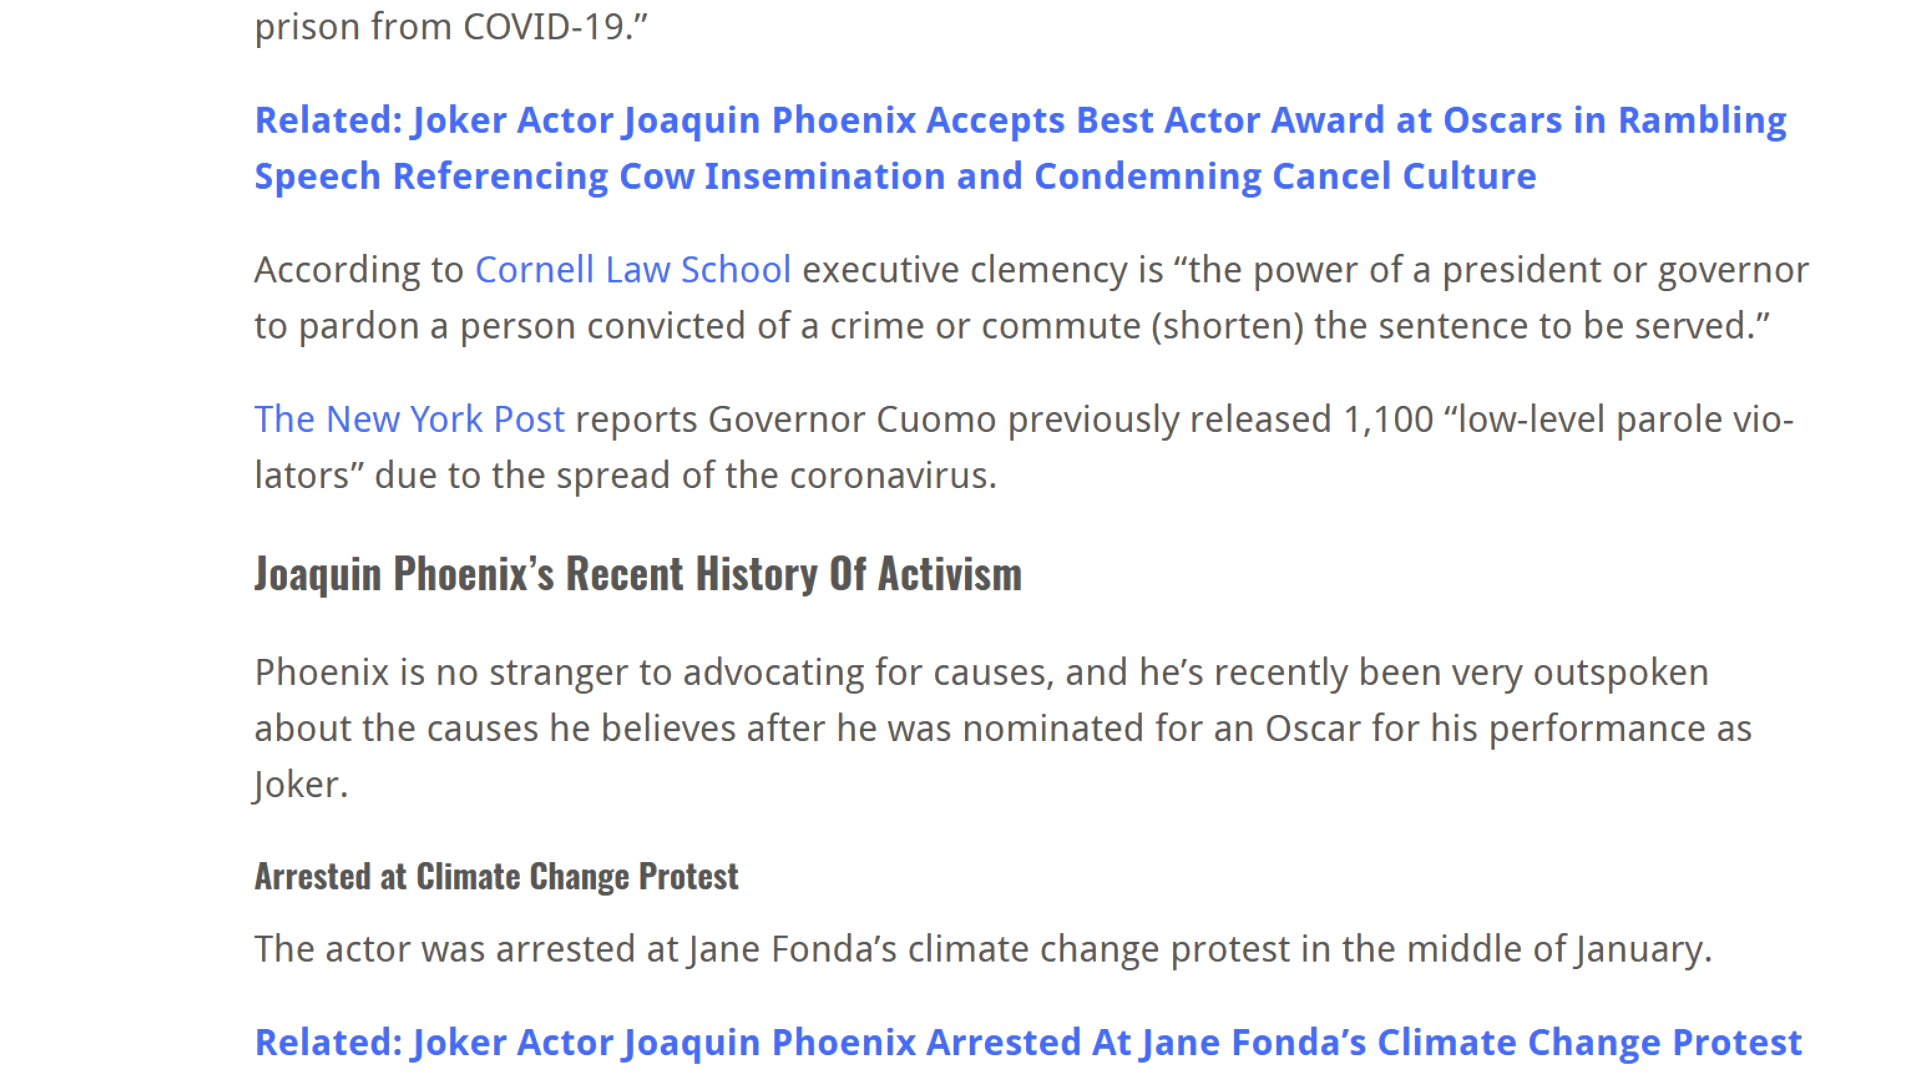 prison from COVID-19.”
Related: Joker Actor Joaquin Phoenix Accepts Best Actor Award at Oscars in Rambling
Speech Referencing Cow Insemination and Condemning Cancel Culture
According to Cornell Law School executive clemency is “the power of a president or governor
to pardon a person convicted of a crime or commute (shorten) the sentence to be served.”
The New York Post reports Governor Cuomo previously released 1,100 “low-level parole vio-
lators” due to the spread of the coronavirus.
Joaquin Phoenix’s Recent History Of Activism
Phoenix is no stranger to advocating for causes, and he’s recently been very outspoken
about the causes he believes after he was nominated for an Oscar for his performance as
Joker.
Arrested at Climate Change Protest
The actor was arrested at Jane Fonda’s climate change protest in the middle of January.
Related: Joker Actor Joaquin Phoenix Arrested At Jane Fonda’s Climate Change Protest